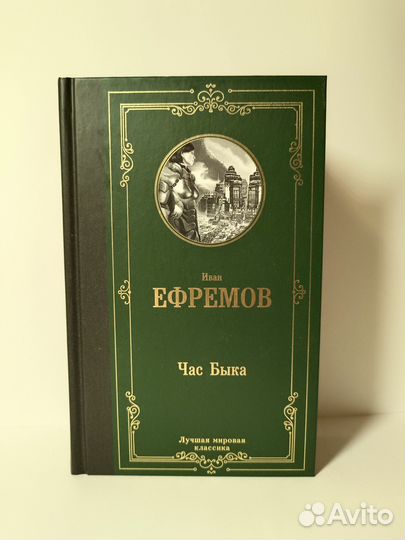 Иван
ЕФРЕМОВ
Час Быка
Лучшая мировая
классика
Avito